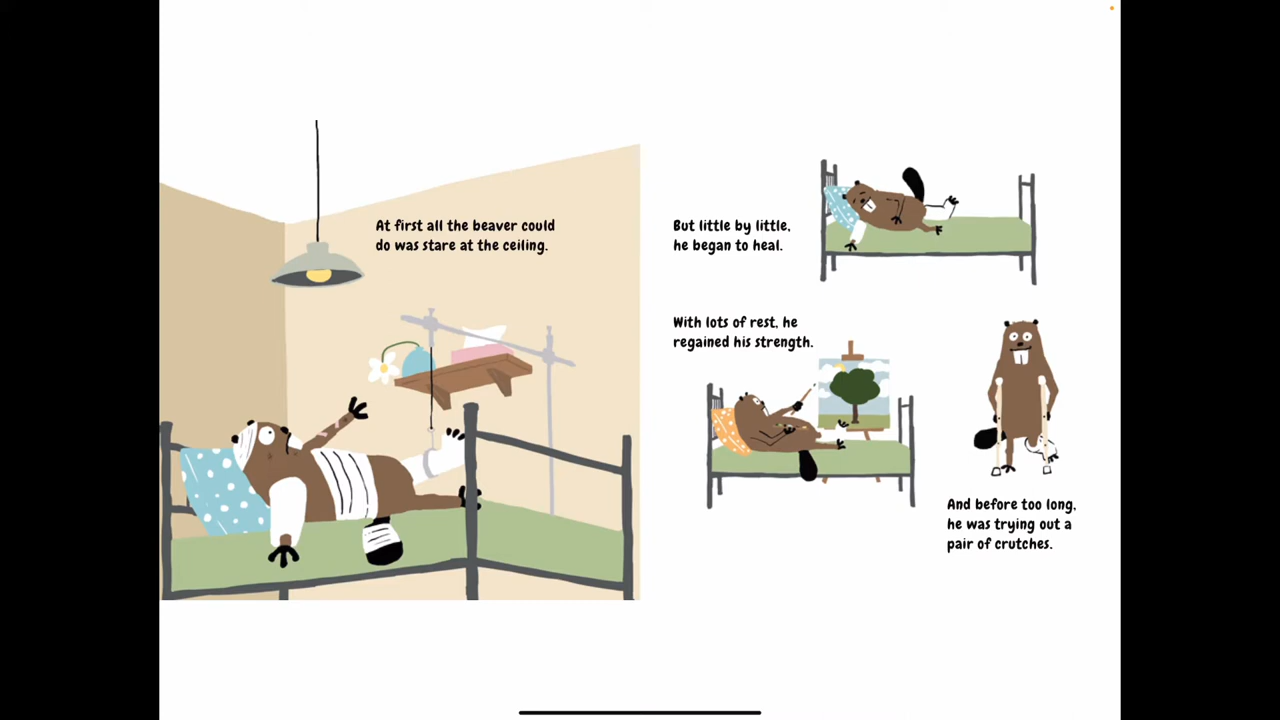 At first all the beaver could
do was stare at the ceiling.
But little by little,
he began to heal.
With lots of rest, he
regained his strength.
And before too long,
he was trying out a
pair of crutches.